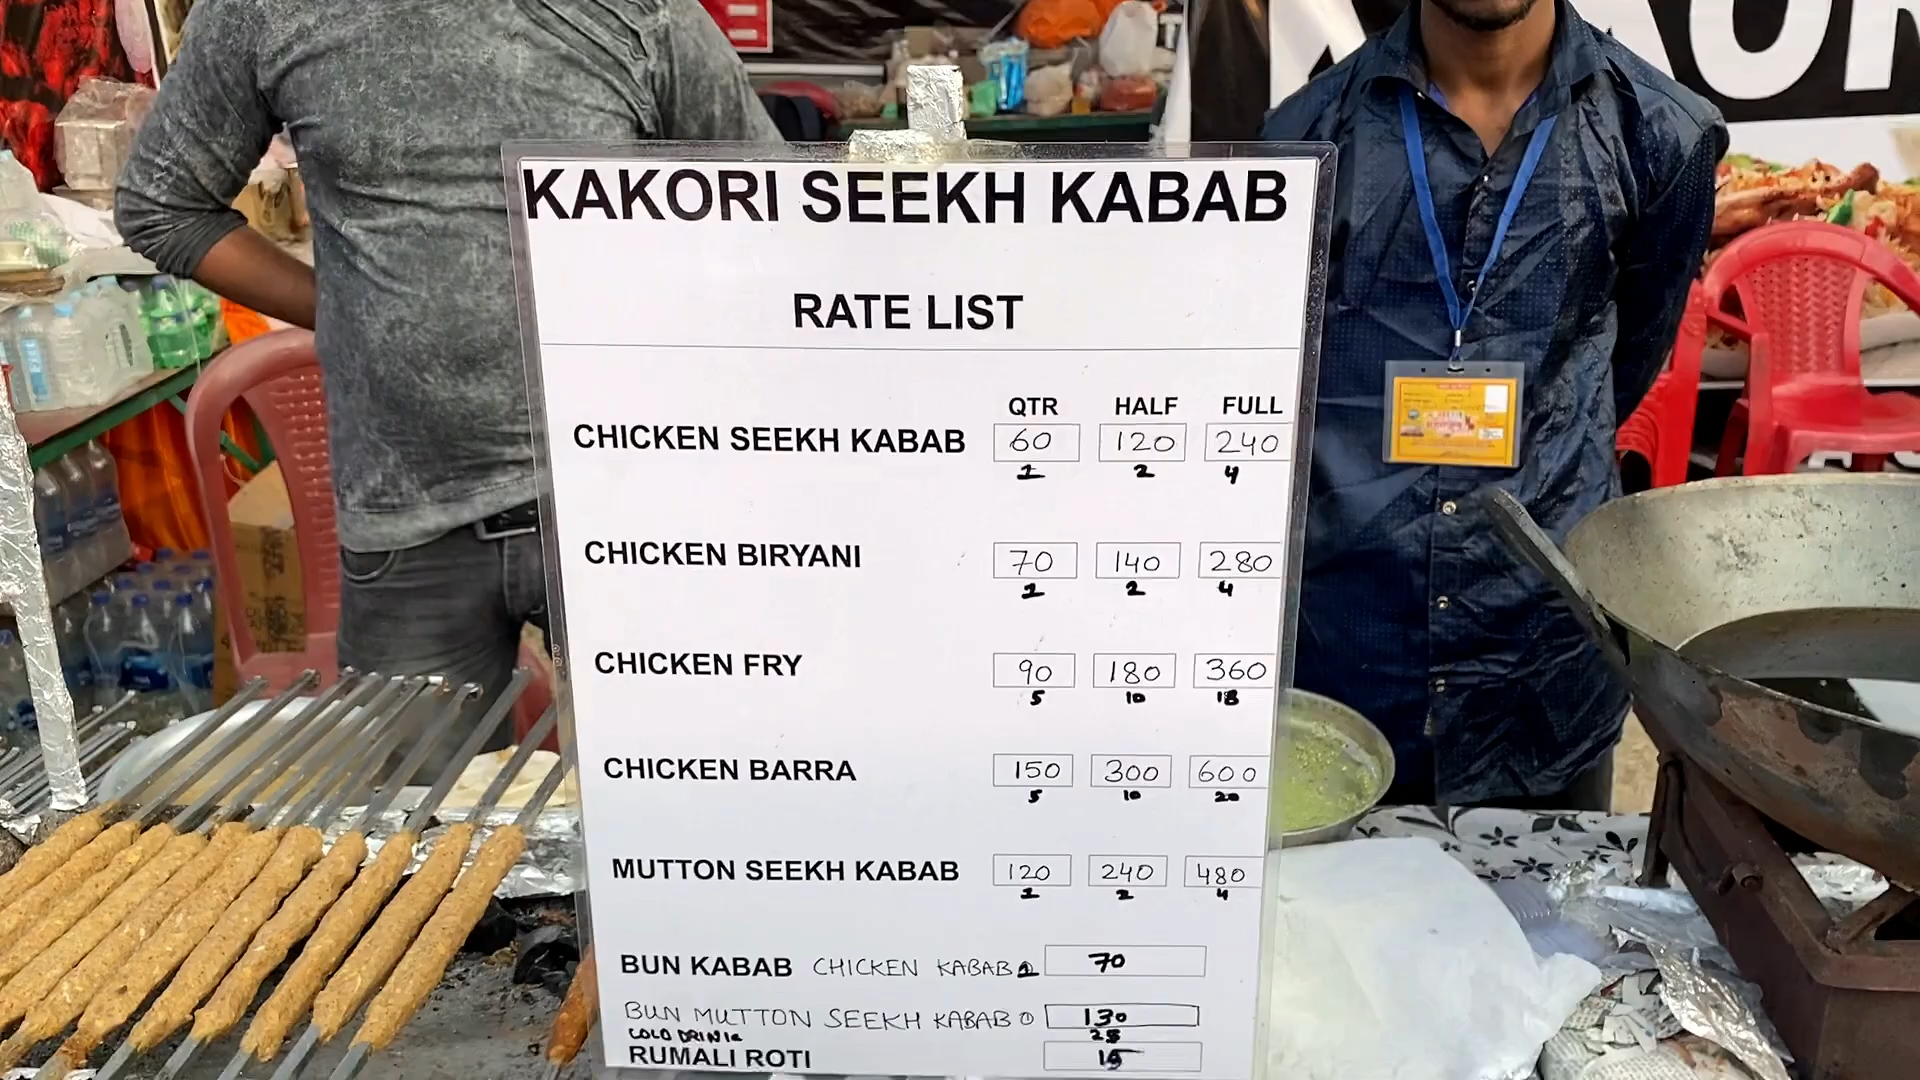 KAKORI SEEKH KABAB
RATE LIST
QTR HALF FULL
CHICKEN SEEKH KABAB 60 120 240
1 2 4
CHICKEN BIRYANI 70 140 280
1 2 4
CHICKEN FRY 90 180 360
5 10 18
CHICKEN BARRA 150 300 600
5 10 20
MUTTON SEEKH KABAB 120 240 480
1 2 4
BUN KABAB CHICKEN KABAB 1 70
BUN MUTTON SEEKH KABAB 130
COLD DRINK 25
RUMALI ROTI 15